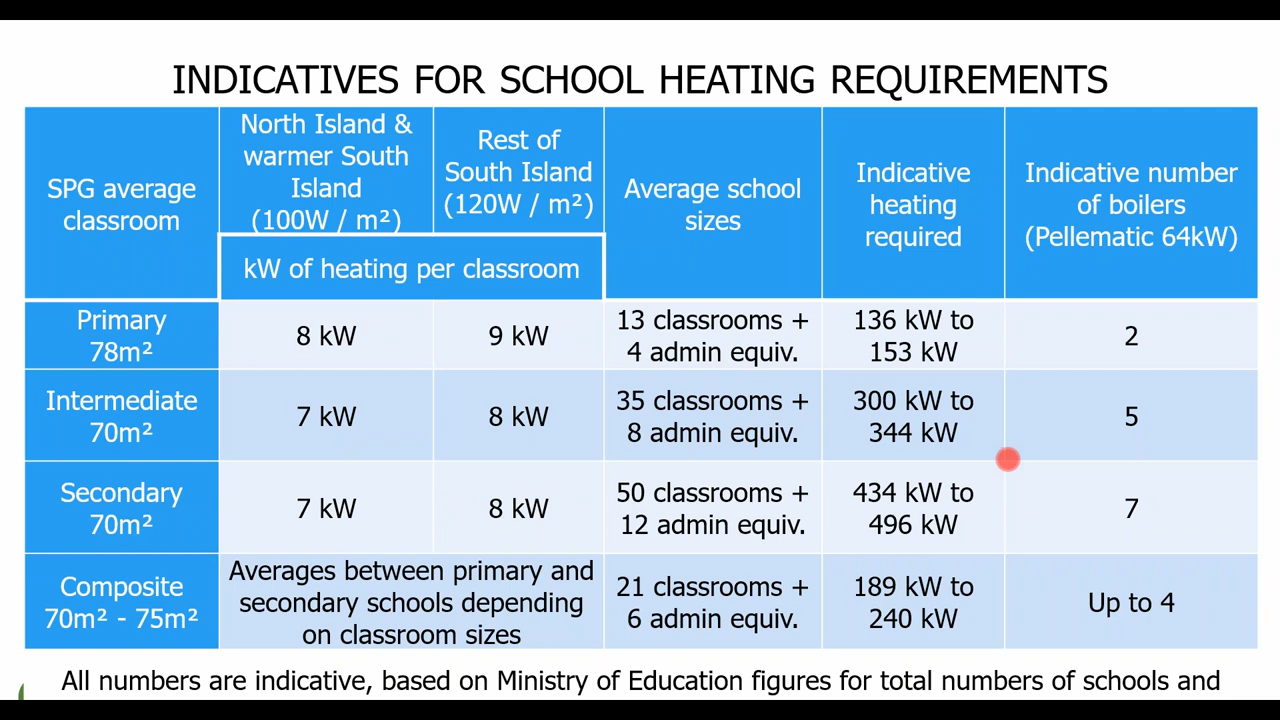 INDICATIVES FOR SCHOOL HEATING REQUIREMENTS
SPG average
classroom
North Island &
warmer South
Island
(100W / m²)
Rest of
South Island
(120W / m²)
kW of heating per classroom
Average school
sizes
Indicative
heating
required
Indicative number
of boilers
(Pellematic 64kW)
Primary
78m²
8 kW
9 kW
13 classrooms +
4 admin equiv.
136 kW to
153 kW
2
Intermediate
70m²
7 kW
8 kW
35 classrooms +
8 admin equiv.
300 kW to
344 kW
5
Secondary
70m²
7 kW
8 kW
50 classrooms +
12 admin equiv.
434 kW to
496 kW
7
Composite
70m² - 75m²
Averages between primary and
secondary schools depending
on classroom sizes
21 classrooms +
6 admin equiv.
189 kW to
240 kW
Up to 4
All numbers are indicative, based on Ministry of Education figures for total numbers of schools and